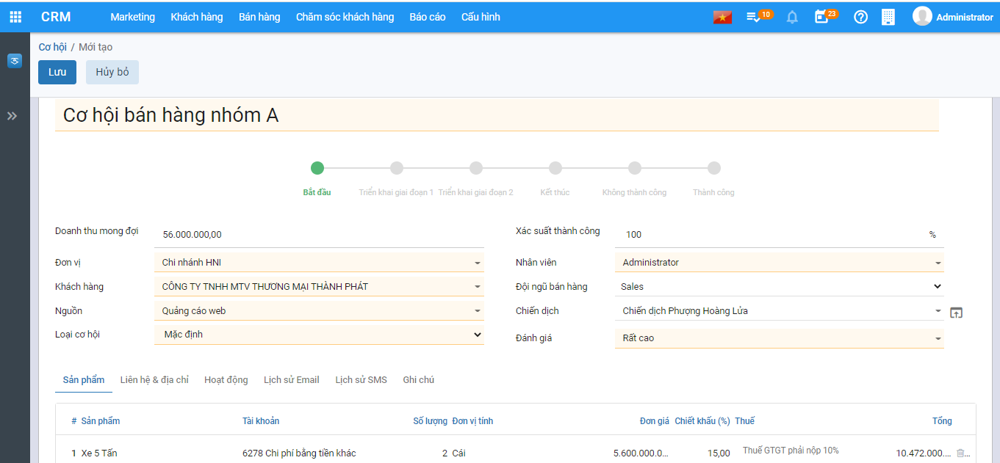 CRM Marketing Khách hàng Bán hàng Chăm sóc khách hàng Báo cáo Cấu hình 10 23 Administrator
Cơ hội / Mới tạo
Lưu Hủy bỏ
Cơ hội bán hàng nhóm A
Bắt đầu Triển khai giai đoạn 1 Triển khai giai đoạn 2 Kết thúc Không thành công Thành công
Doanh thu mong đợi 56.000.000,00 Xác suất thành công 100 %
Đơn vị Chi nhánh HNI Nhân viên Administrator
Khách hàng CÔNG TY TNHH MTV THƯƠNG MẠI THÀNH PHÁT Đội ngũ bán hàng Sales
Nguồn Quảng cáo web Chiến dịch Chiến dịch Phượng Hoàng Lửa
Loại cơ hội Mặc định Đánh giá Rất cao
Sản phẩm Liên hệ & địa chỉ Hoạt động Lịch sử Email Lịch sử SMS Ghi chú
# Sản phẩm Tài khoản Số lượng Đơn vị tính Đơn giá Chiết khấu (%) Thuế Tổng
1 Xe 5 Tấn 6278 Chi phí bằng tiền khác 2 Cái 5.600.000.0... 15,00 Thuế GTGT phải nộp 10% 10.472.000.... ...